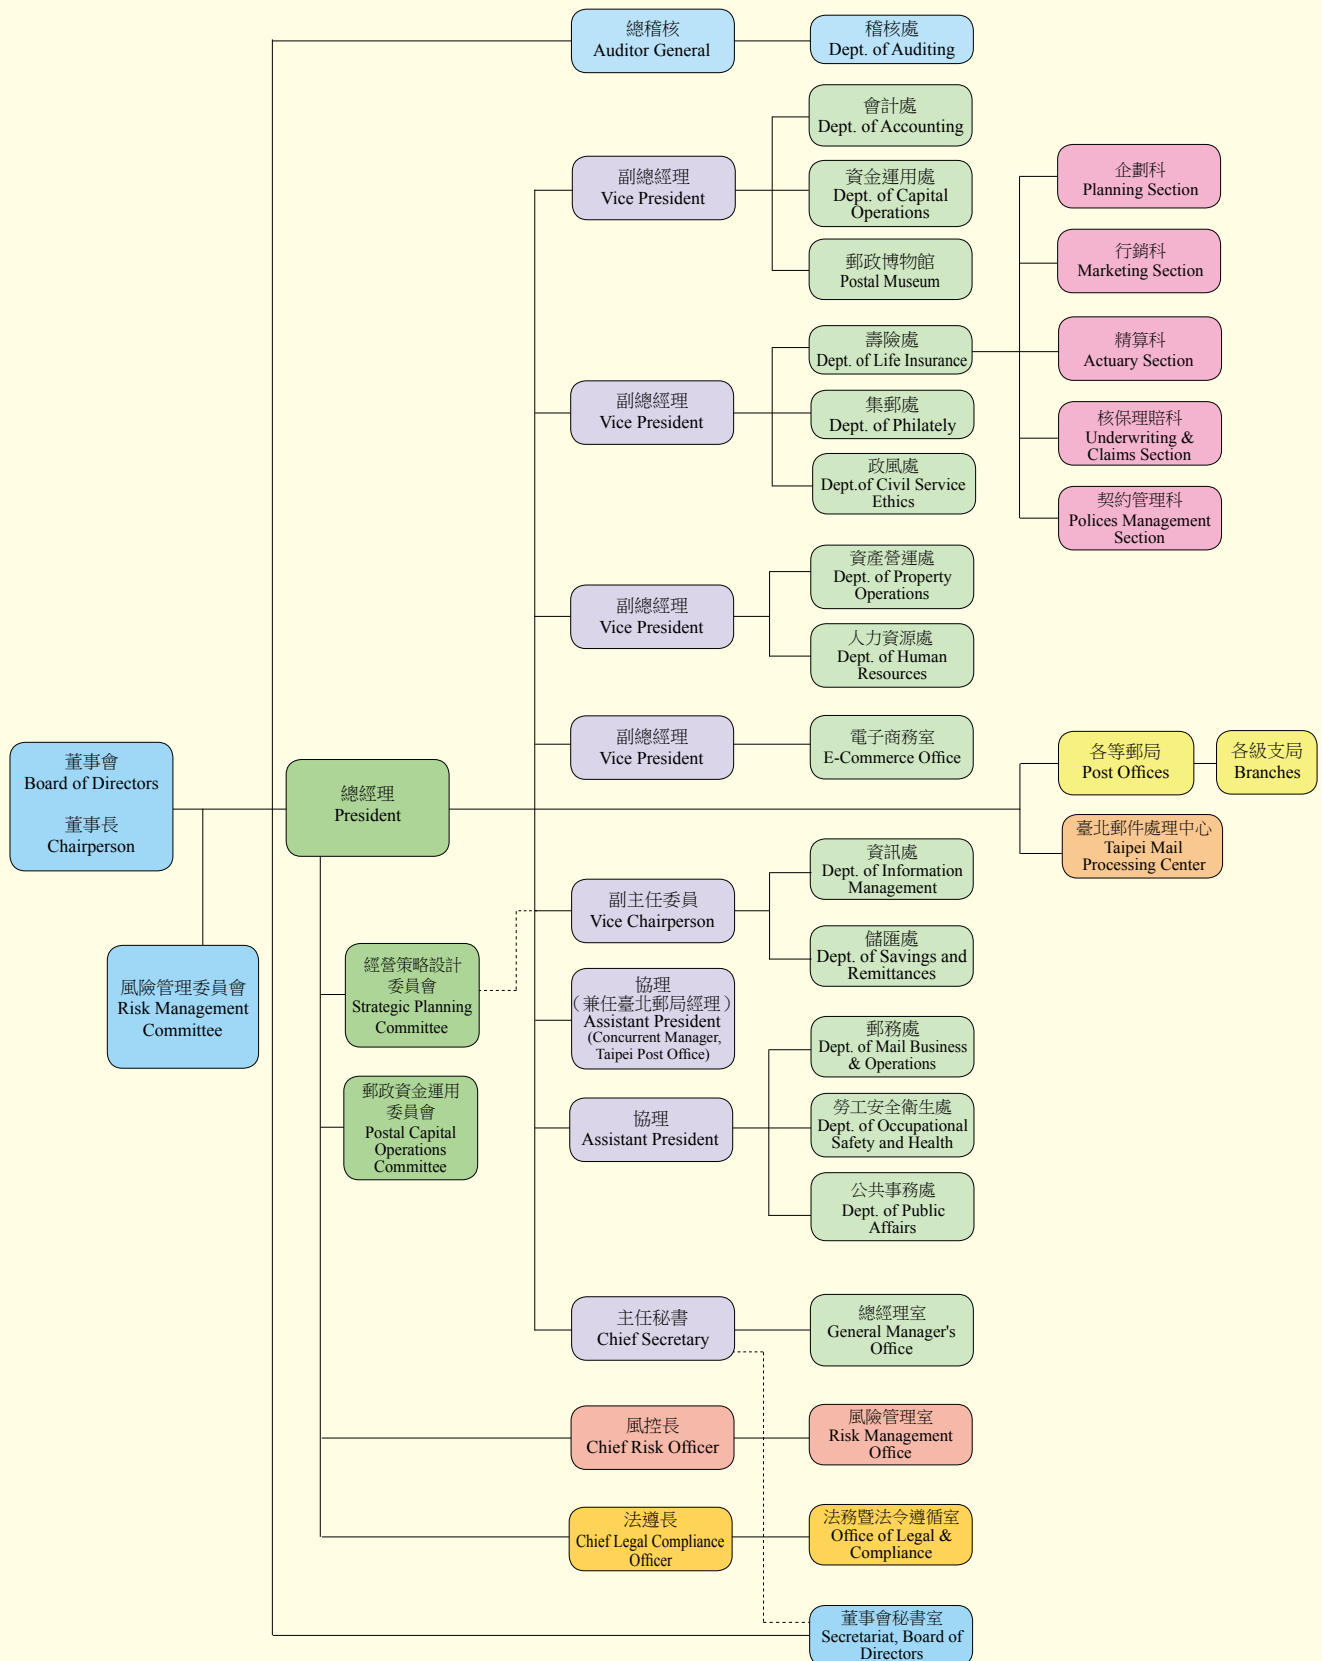 總稽核
Auditor General
稽核處
Dept. of Auditing
副總經理
Vice President
會計處
Dept. of Accounting
資金運用處
Dept. of Capital
Operations
郵政博物館
Postal Museum
副總經理
Vice President
壽險處
Dept. of Life Insurance
集郵處
Dept. of Philately
政風處
Dept.of Civil Service
Ethics
企劃科
Planning Section
行銷科
Marketing Section
精算科
Actuary Section
核保理賠科
Underwriting &
Claims Section
契約管理科
Polices Management
Section
副總經理
Vice President
資產營運處
Dept. of Property
Operations
人力資源處
Dept. of Human
Resources
副總經理
Vice President
電子商務室
E-Commerce Office
各等郵局
Post Offices
各級支局
Branches
臺北郵件處理中心
Taipei Mail
Processing Center
董事會
Board of Directors
董事長
Chairperson
總經理
President
風險管理委員會
Risk Management
Committee
經營策略設計
委員會
Strategic Planning
Committee
郵政資金運用
委員會
Postal Capital
Operations
Committee
副主任委員
Vice Chairperson
資訊處
Dept. of Information
Management
儲匯處
Dept. of Savings and
Remittances
協理
（兼任臺北郵局經理）
Assistant President
(Concurrent Manager,
Taipei Post Office)
協理
Assistant President
郵務處
Dept. of Mail Business
& Operations
勞工安全衛生處
Dept. of Occupational
Safety and Health
公共事務處
Dept. of Public
Affairs
主任秘書
Chief Secretary
總經理室
General Manager's
Office
風控長
Chief Risk Officer
風險管理室
Risk Management
Office
法遵長
Chief Legal Compliance
Officer
法務暨法令遵循室
Office of Legal &
Compliance
董事會秘書室
Secretariat, Board of
Directors